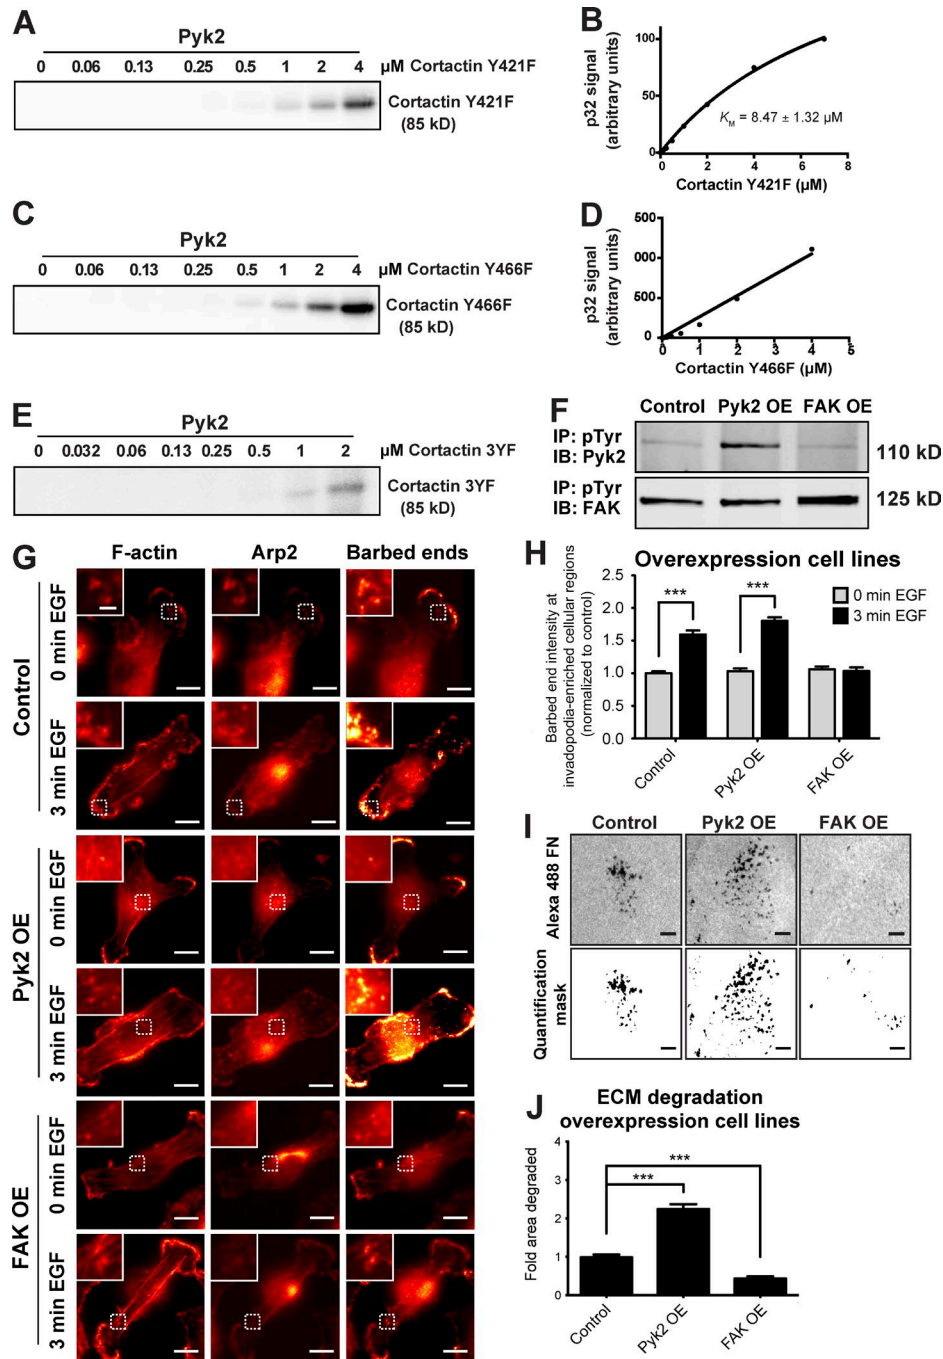 A
Pyk2
0 0.06 0.13 0.25 0.5 1 2 4 µM Cortactin Y421F
Cortactin Y421F
(85 kD)
B
p32 signal
(arbitrary units)
100
50
0
K_M = 8.47 ± 1.32 µM
0 2 4 6 8
Cortactin Y421F (µM)
C
Pyk2
0 0.06 0.13 0.25 0.5 1 2 4 µM Cortactin Y466F
Cortactin Y466F
(85 kD)
D
p32 signal
(arbitrary units)
500
000
500
0
0 1 2 3 4 5
Cortactin Y466F (µM)
E
Pyk2
0 0.032 0.06 0.13 0.25 0.5 1 2 µM Cortactin 3YF
Cortactin 3YF
(85 kD)
F
Control Pyk2 OE FAK OE
IP: pTyr
IB: Pyk2
110 kD
IP: pTyr
IB: FAK
125 kD
G
F-actin Arp2 Barbed ends
Control
0 min EGF
3 min EGF
Pyk2 OE
0 min EGF
3 min EGF
FAK OE
0 min EGF
3 min EGF
H
Overexpression cell lines
Barbed end intensity at
invadopodia-enriched cellular regions
(normalized to control)
2.5
2.0
1.5
1.0
0.5
0.0
*** ***
0 min EGF
3 min EGF
Control Pyk2 OE FAK OE
I
Control Pyk2 OE FAK OE
Alexa 488 FN
Quantification
mask
J
ECM degradation
overexpression cell lines
Fold area degraded
4
3
2
1
0
***
***
Control Pyk2 OE FAK OE